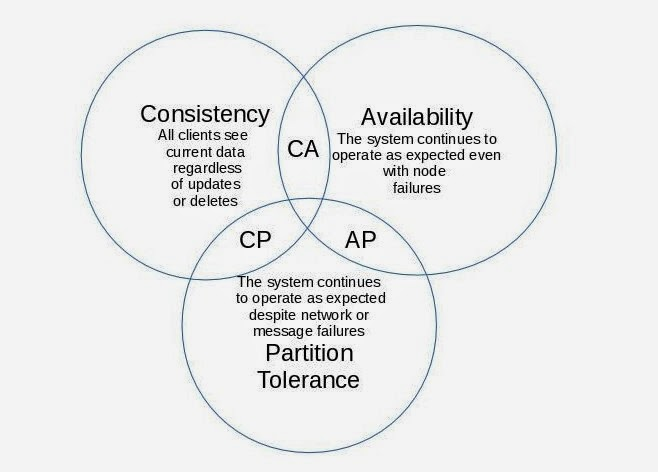 Consistency
All clients see
current data
regardless
of updates
or deletes
CA
Availability
The system continues to
operate as expected even
with node
failures
CP
AP
The system continues
to operate as expected
despite network or
message failures
Partition
Tolerance